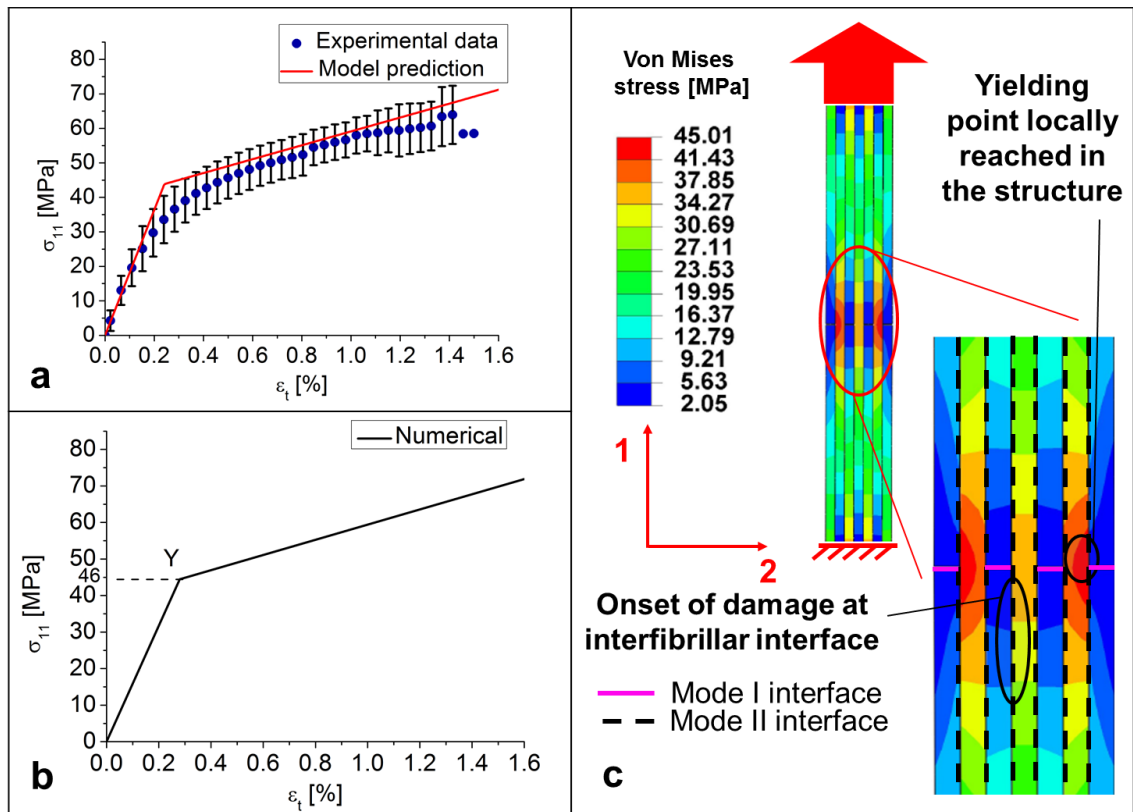 Experimental data
Model prediction
80
70
60
50
40
30
20
10
0
σ11 [MPa]
0.0 0.2 0.4 0.6 0.8 1.0 1.2 1.4 1.6
εt [%]
a
Numerical
80
70
60
50
46
40
30
20
10
0
σ11 [MPa]
Y
0.0 0.2 0.4 0.6 0.8 1.0 1.2 1.4 1.6
εt [%]
b
Von Mises
stress [MPa]
45.01
41.43
37.85
34.27
30.69
27.11
23.53
19.95
16.37
12.79
9.21
5.63
2.05
1
2
Yielding
point locally
reached in
the structure
Onset of damage at
interfibrillar interface
Mode I interface
Mode II interface
c